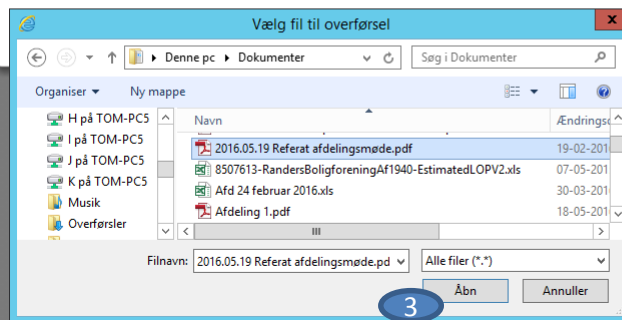 Vælg fil til overførsel
x
Denne pc Dokumenter
Søg i Dokumenter
Organiser Ny mappe
Navn Ændringsd
H på TOM-PC5
I på TOM-PC5
J på TOM-PC5
K på TOM-PC5
Musik
Overførsler
2016.05.19 Referat afdelingsmøde.pdf 19-02-201
8507613-RandersBoligforeningAf1940-EstimatedLOPV2.xls 07-05-201
Afd 24 februar 2016.xls 30-03-201
Afdeling 1.pdf 18-05-201
Filnavn: 2016.05.19 Referat afdelingsmøde.pd Alle filer (*.*)
Åbn Annuller
3